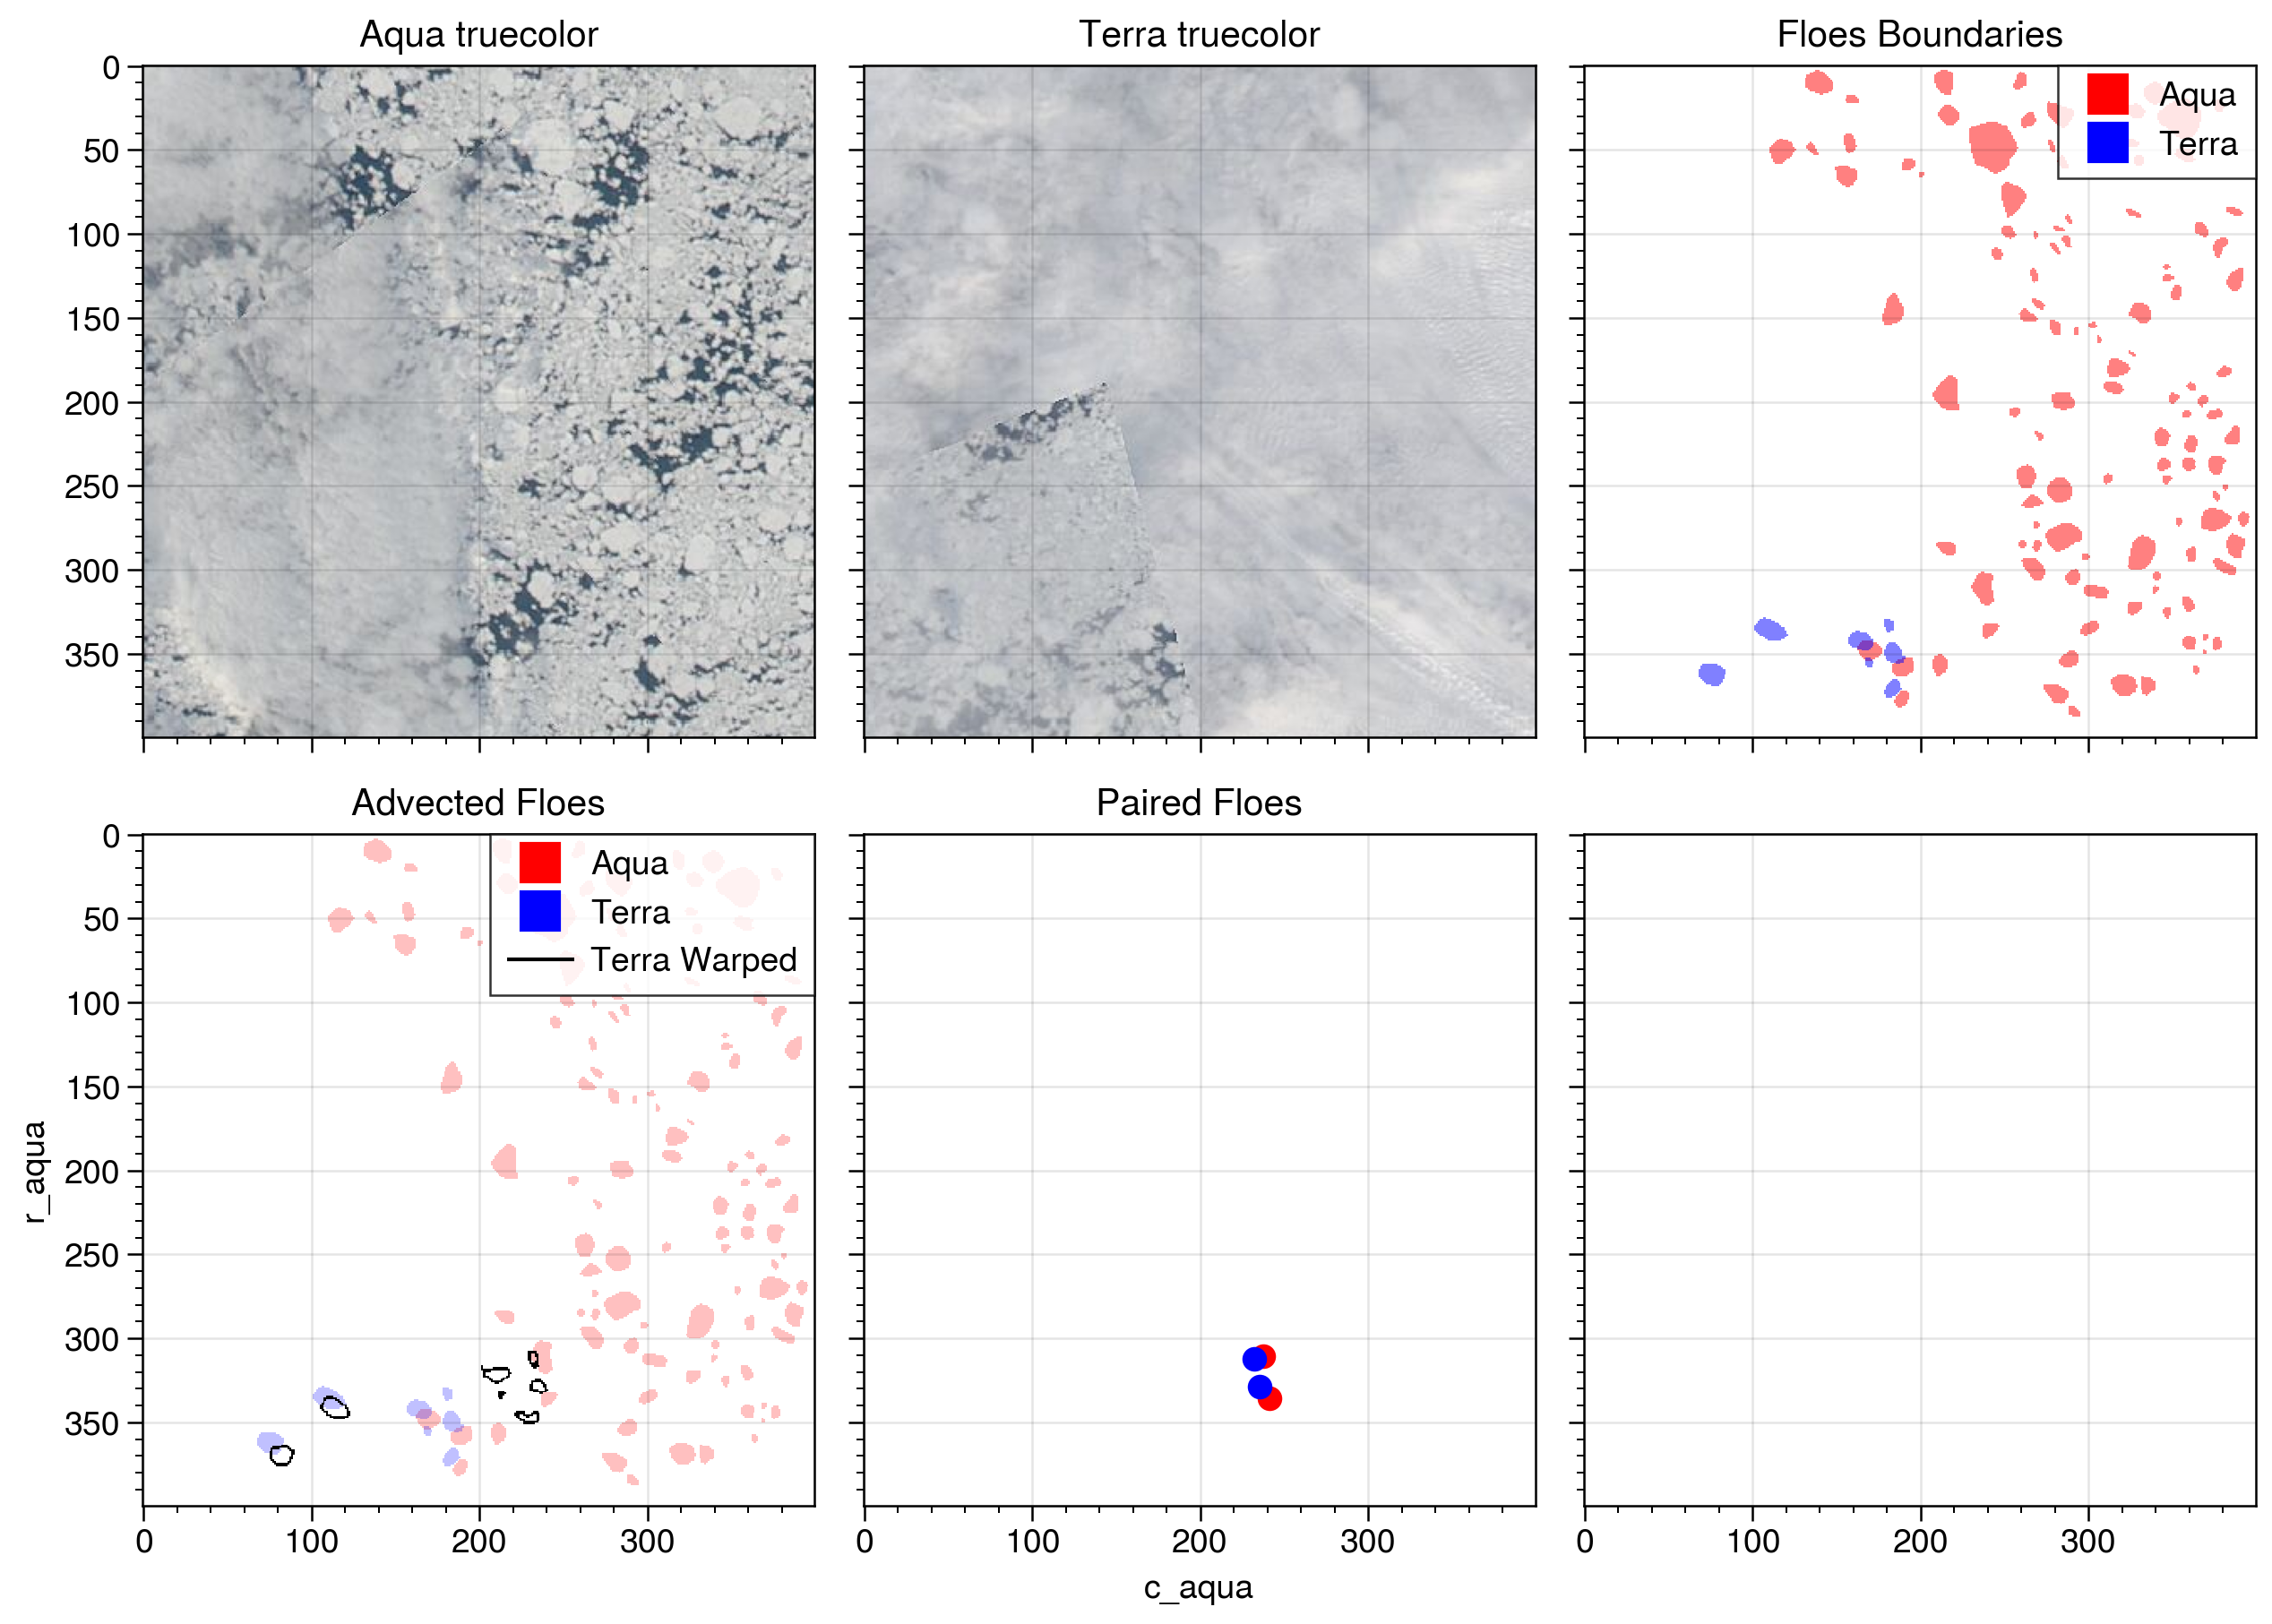 Aqua truecolor
Terra truecolor
Floes Boundaries
0
50
100
150
200
250
300
350
Aqua
Terra
Advected Floes
Paired Floes
0
50
100
150
200
250
300
350
r_aqua
Aqua
Terra
Terra Warped
0 100 200 300
0 100 200 300
0 100 200 300
c_aqua